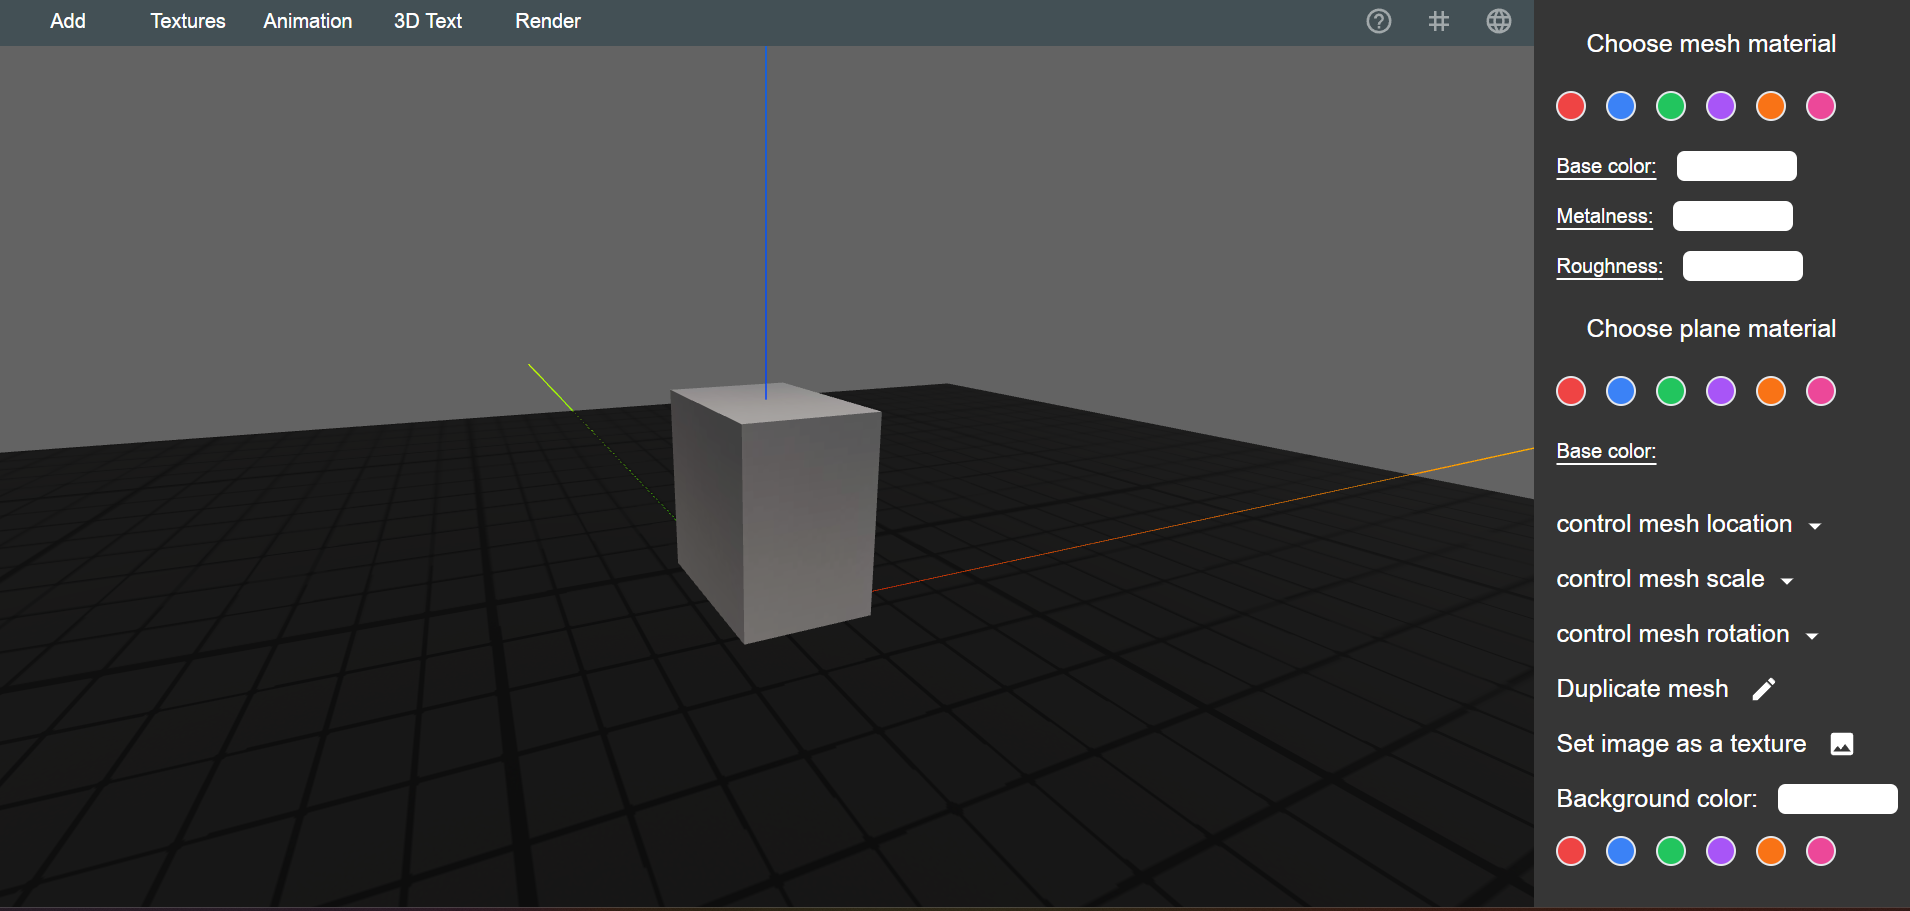 Add Textures Animation 3D Text Render
Choose mesh material
Base color:
Metalness:
Roughness:
Choose plane material
Base color:
control mesh location
control mesh scale
control mesh rotation
Duplicate mesh
Set image as a texture
Background color: